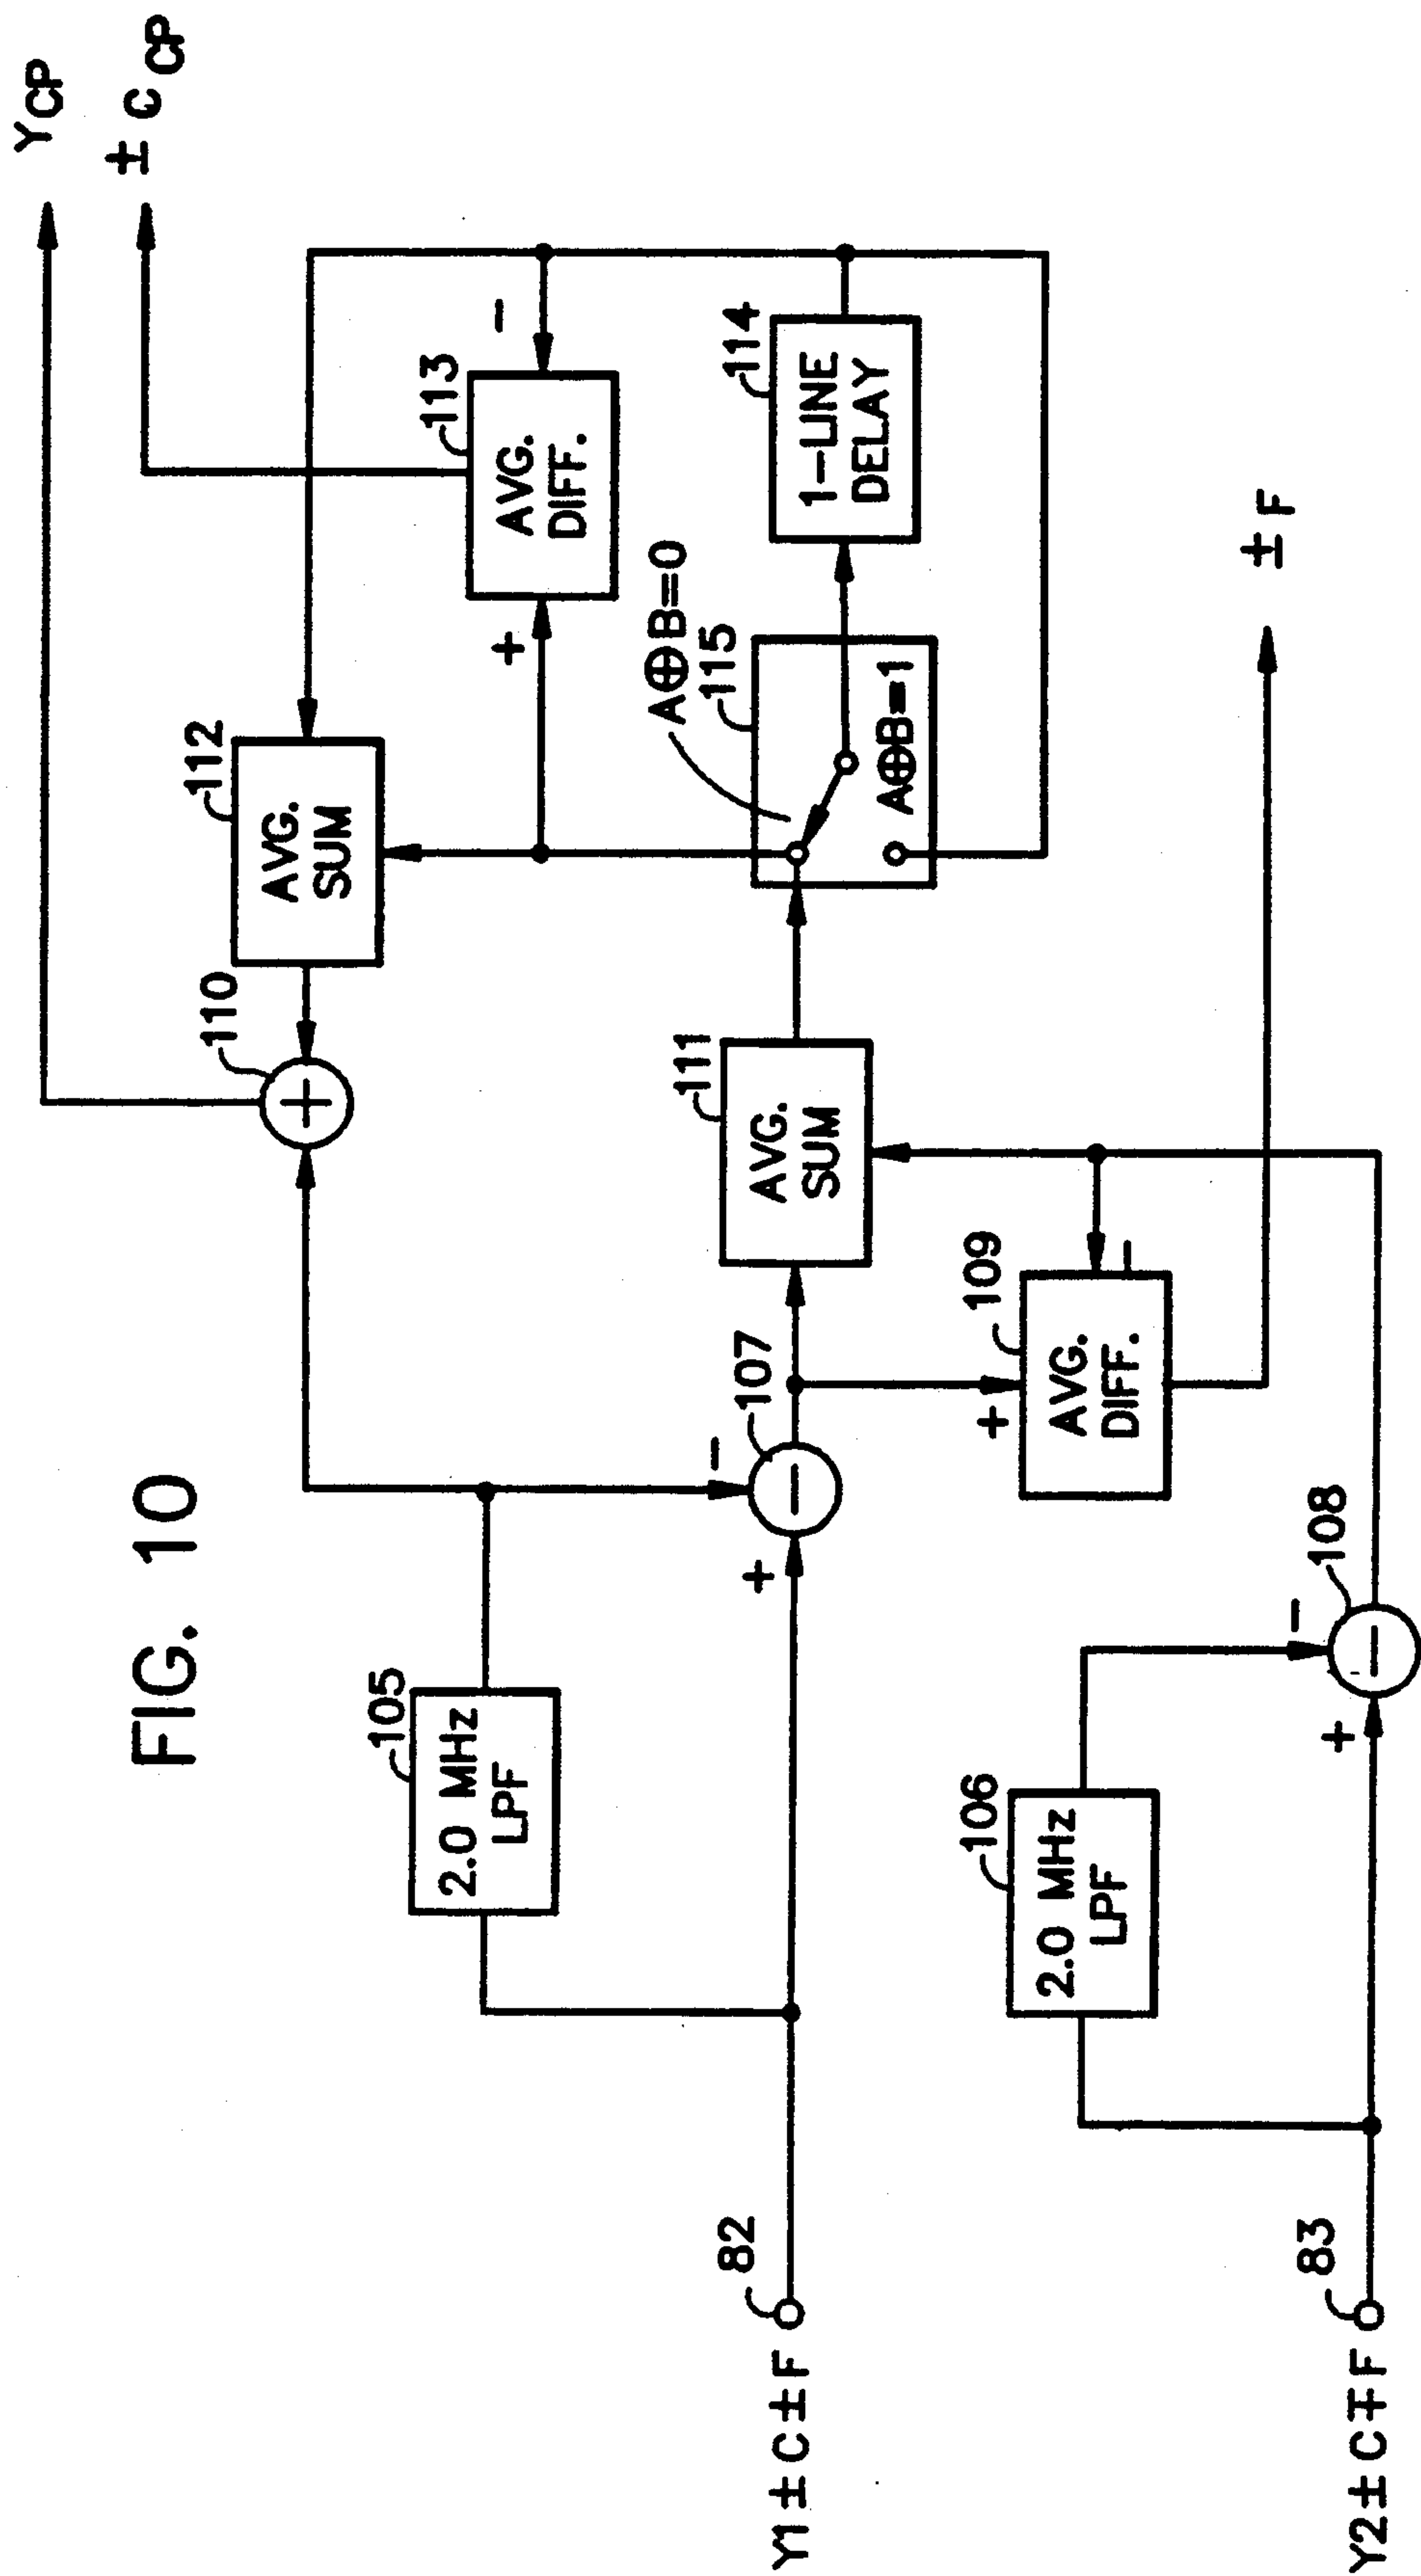 FIG. 10
Y_CP
± C_CP
110
112
AVG.
SUM
113
AVG.
DIFF.
+
−
105
2.0 MHz
LPF
107
+
−
111
AVG.
SUM
A⊕B=0
115
A⊕B=1
114
1-LINE
DELAY
82
Y1 ± C ± F
109
AVG.
DIFF.
+
−
± F
106
2.0 MHz
LPF
108
+
−
83
Y2 ± C ∓ F